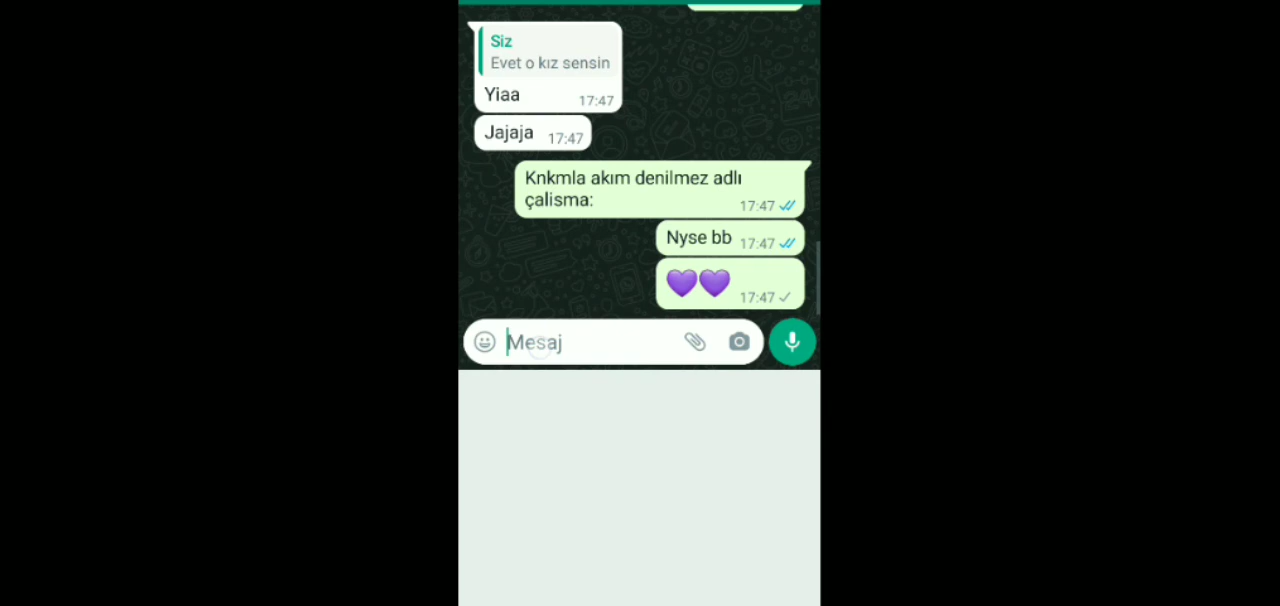 Siz
Evet o kız sensin
Yiaa
17:47
Jajaja
17:47
Knkmla akım denilmez adlı
çalisma:
17:47
Nyse bb
17:47
💜💜
17:47
Mesaj